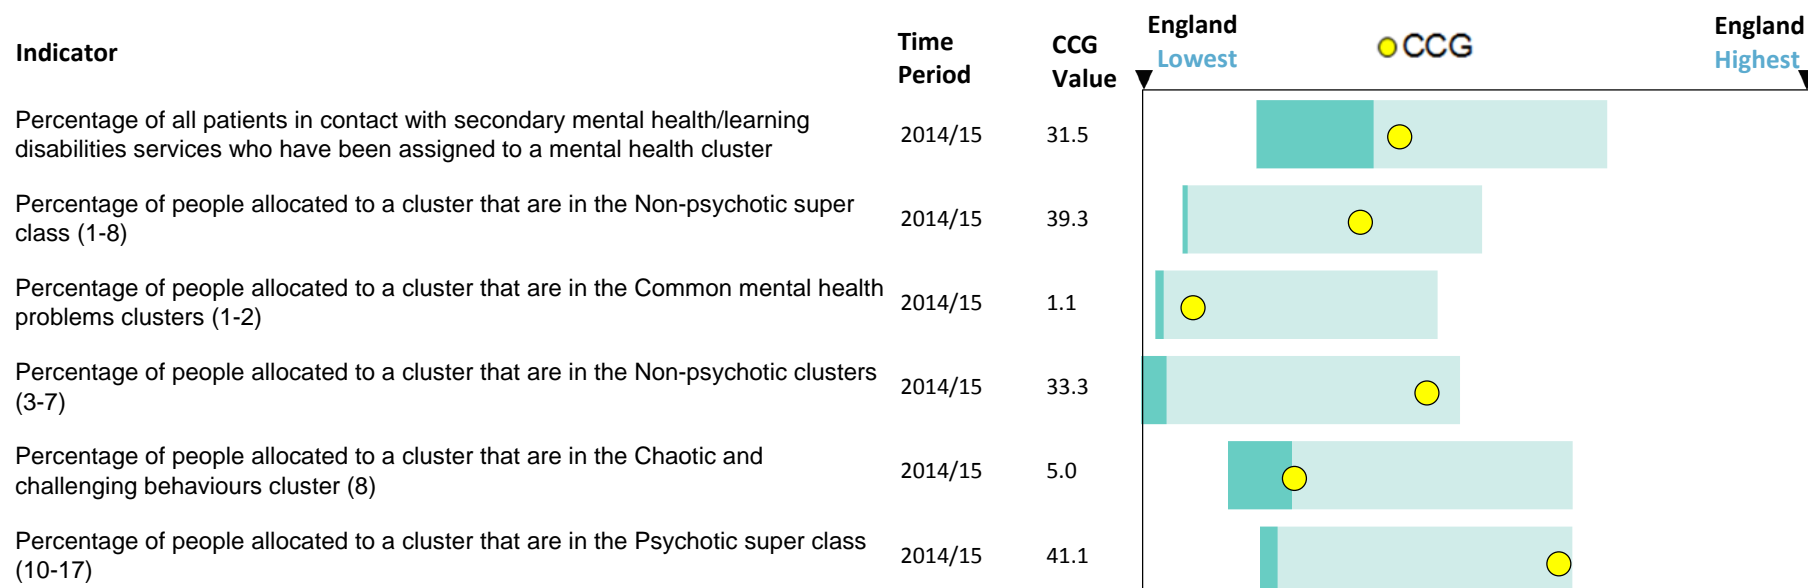 Indicator
Time Period
CCG Value
England Lowest
CCG
England Highest
Percentage of all patients in contact with secondary mental health/learning
disabilities services who have been assigned to a mental health cluster
2014/15
31.5
Percentage of people allocated to a cluster that are in the Non-psychotic super
class (1-8)
2014/15
39.3
Percentage of people allocated to a cluster that are in the Common mental health
problems clusters (1-2)
2014/15
1.1
Percentage of people allocated to a cluster that are in the Non-psychotic clusters
(3-7)
2014/15
33.3
Percentage of people allocated to a cluster that are in the Chaotic and
challenging behaviours cluster (8)
2014/15
5.0
Percentage of people allocated to a cluster that are in the Psychotic super class
(10-17)
2014/15
41.1